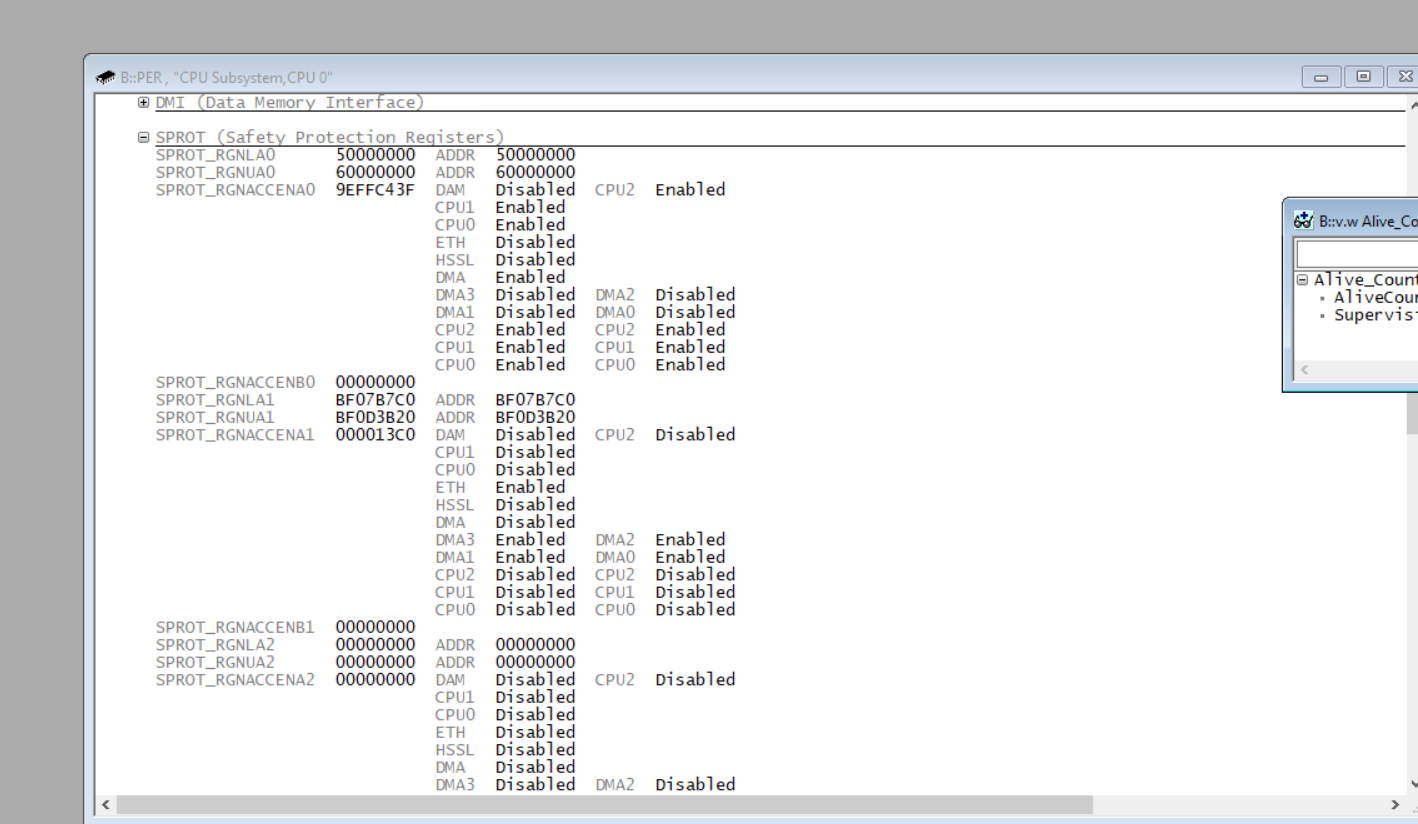 B::PER , "CPU Subsystem,CPU 0"
DMI (Data Memory Interface)
SPROT (Safety Protection Registers)
SPROT_RGNLA0 50000000 ADDR 50000000
SPROT_RGNUA0 60000000 ADDR 60000000
SPROT_RGNACCENA0 9EFFC43F DAM Disabled CPU2 Enabled
CPU1 Enabled
CPU0 Enabled
ETH Disabled
HSSL Disabled
DMA Enabled
DMA3 Disabled DMA2 Disabled
DMA1 Disabled DMA0 Disabled
CPU2 Enabled CPU2 Enabled
CPU1 Enabled CPU1 Enabled
CPU0 Enabled CPU0 Enabled
SPROT_RGNACCENB0 00000000
SPROT_RGNLA1 BF07B7C0 ADDR BF07B7C0
SPROT_RGNUA1 BF0D3B20 ADDR BF0D3B20
SPROT_RGNACCENA1 000013C0 DAM Disabled CPU2 Disabled
CPU1 Disabled
CPU0 Disabled
ETH Enabled
HSSL Disabled
DMA Disabled
DMA3 Enabled DMA2 Enabled
DMA1 Enabled DMA0 Enabled
CPU2 Disabled CPU2 Disabled
CPU1 Disabled CPU1 Disabled
CPU0 Disabled CPU0 Disabled
SPROT_RGNACCENB1 00000000
SPROT_RGNLA2 00000000 ADDR 00000000
SPROT_RGNUA2 00000000 ADDR 00000000
SPROT_RGNACCENA2 00000000 DAM Disabled CPU2 Disabled
CPU1 Disabled
CPU0 Disabled
ETH Disabled
HSSL Disabled
DMA Disabled
DMA3 Disabled DMA2 Disabled
B::v.w Alive_Co
Alive_Count
AliveCour
Supervisi